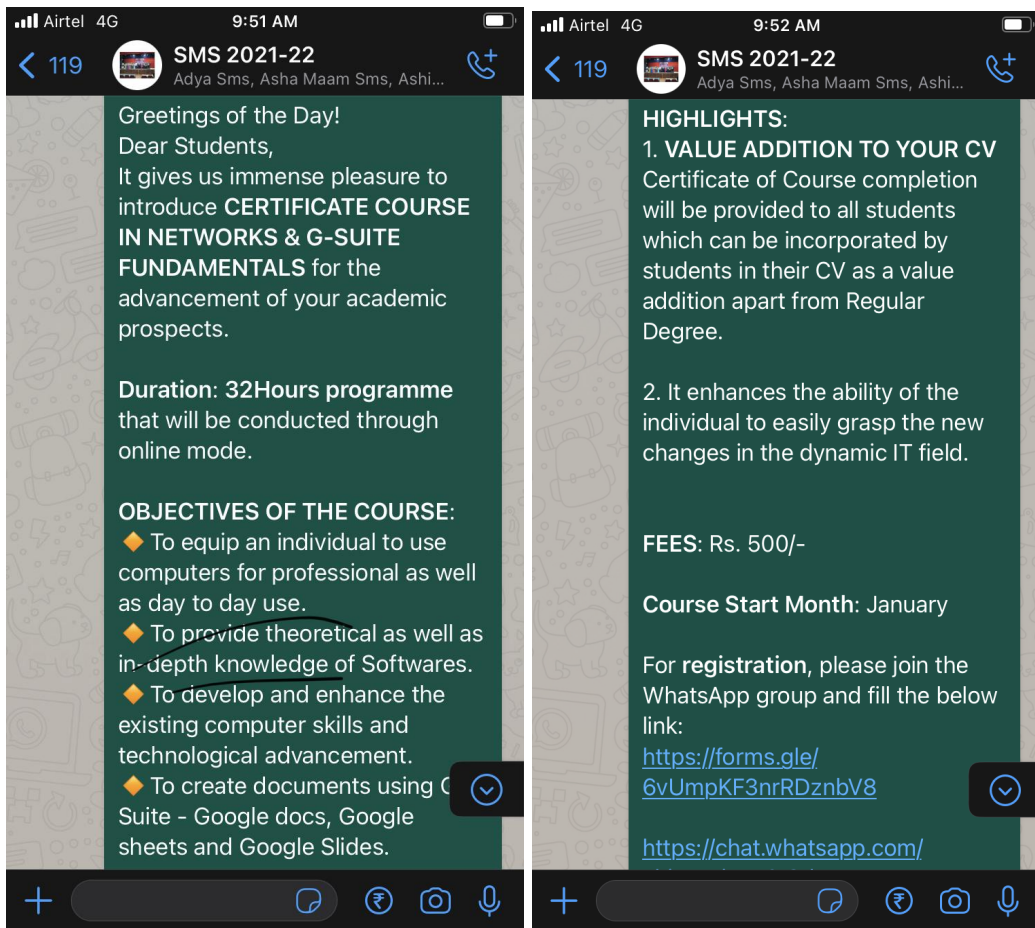 Airtel 4G
9:51 AM
119
SMS 2021-22
Adya Sms, Asha Maam Sms, Ashi...
Greetings of the Day!
Dear Students,
It gives us immense pleasure to
introduce CERTIFICATE COURSE
IN NETWORKS & G-SUITE
FUNDAMENTALS for the
advancement of your academic
prospects.
Duration: 32Hours programme
that will be conducted through
online mode.
OBJECTIVES OF THE COURSE:
🔶 To equip an individual to use
computers for professional as well
as day to day use.
🔶 To provide theoretical as well as
in-depth knowledge of Softwares.
🔶 To develop and enhance the
existing computer skills and
technological advancement.
🔶 To create documents using
Suite - Google docs, Google
sheets and Google Slides.
Airtel 4G
9:52 AM
119
SMS 2021-22
Adya Sms, Asha Maam Sms, Ashi...
HIGHLIGHTS:
1. VALUE ADDITION TO YOUR CV
Certificate of Course completion
will be provided to all students
which can be incorporated by
students in their CV as a value
addition apart from Regular
Degree.
2. It enhances the ability of the
individual to easily grasp the new
changes in the dynamic IT field.
FEES: Rs. 500/-
Course Start Month: January
For registration, please join the
WhatsApp group and fill the below
link:
https://forms.gle/
6vUmpKF3nrRDznbV8
https://chat.whatsapp.com/